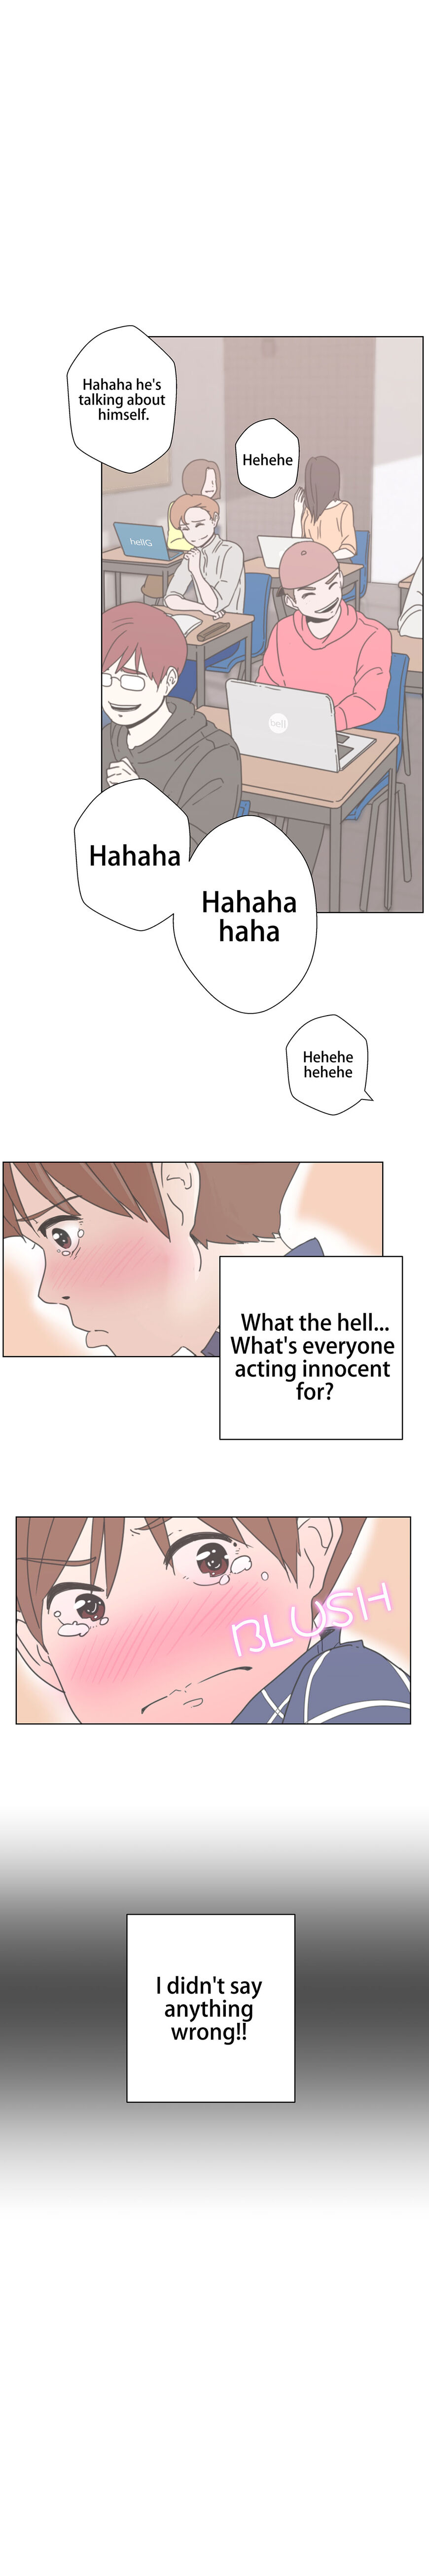 Hahaha he's
talking about
himself.
Hehehe
hellG
bell
Hahaha
Hahaha
haha
Hehehe
hehehe
What the hell...
What's everyone
acting innocent
for?
BLUSH
I didn't say
anything
wrong!!